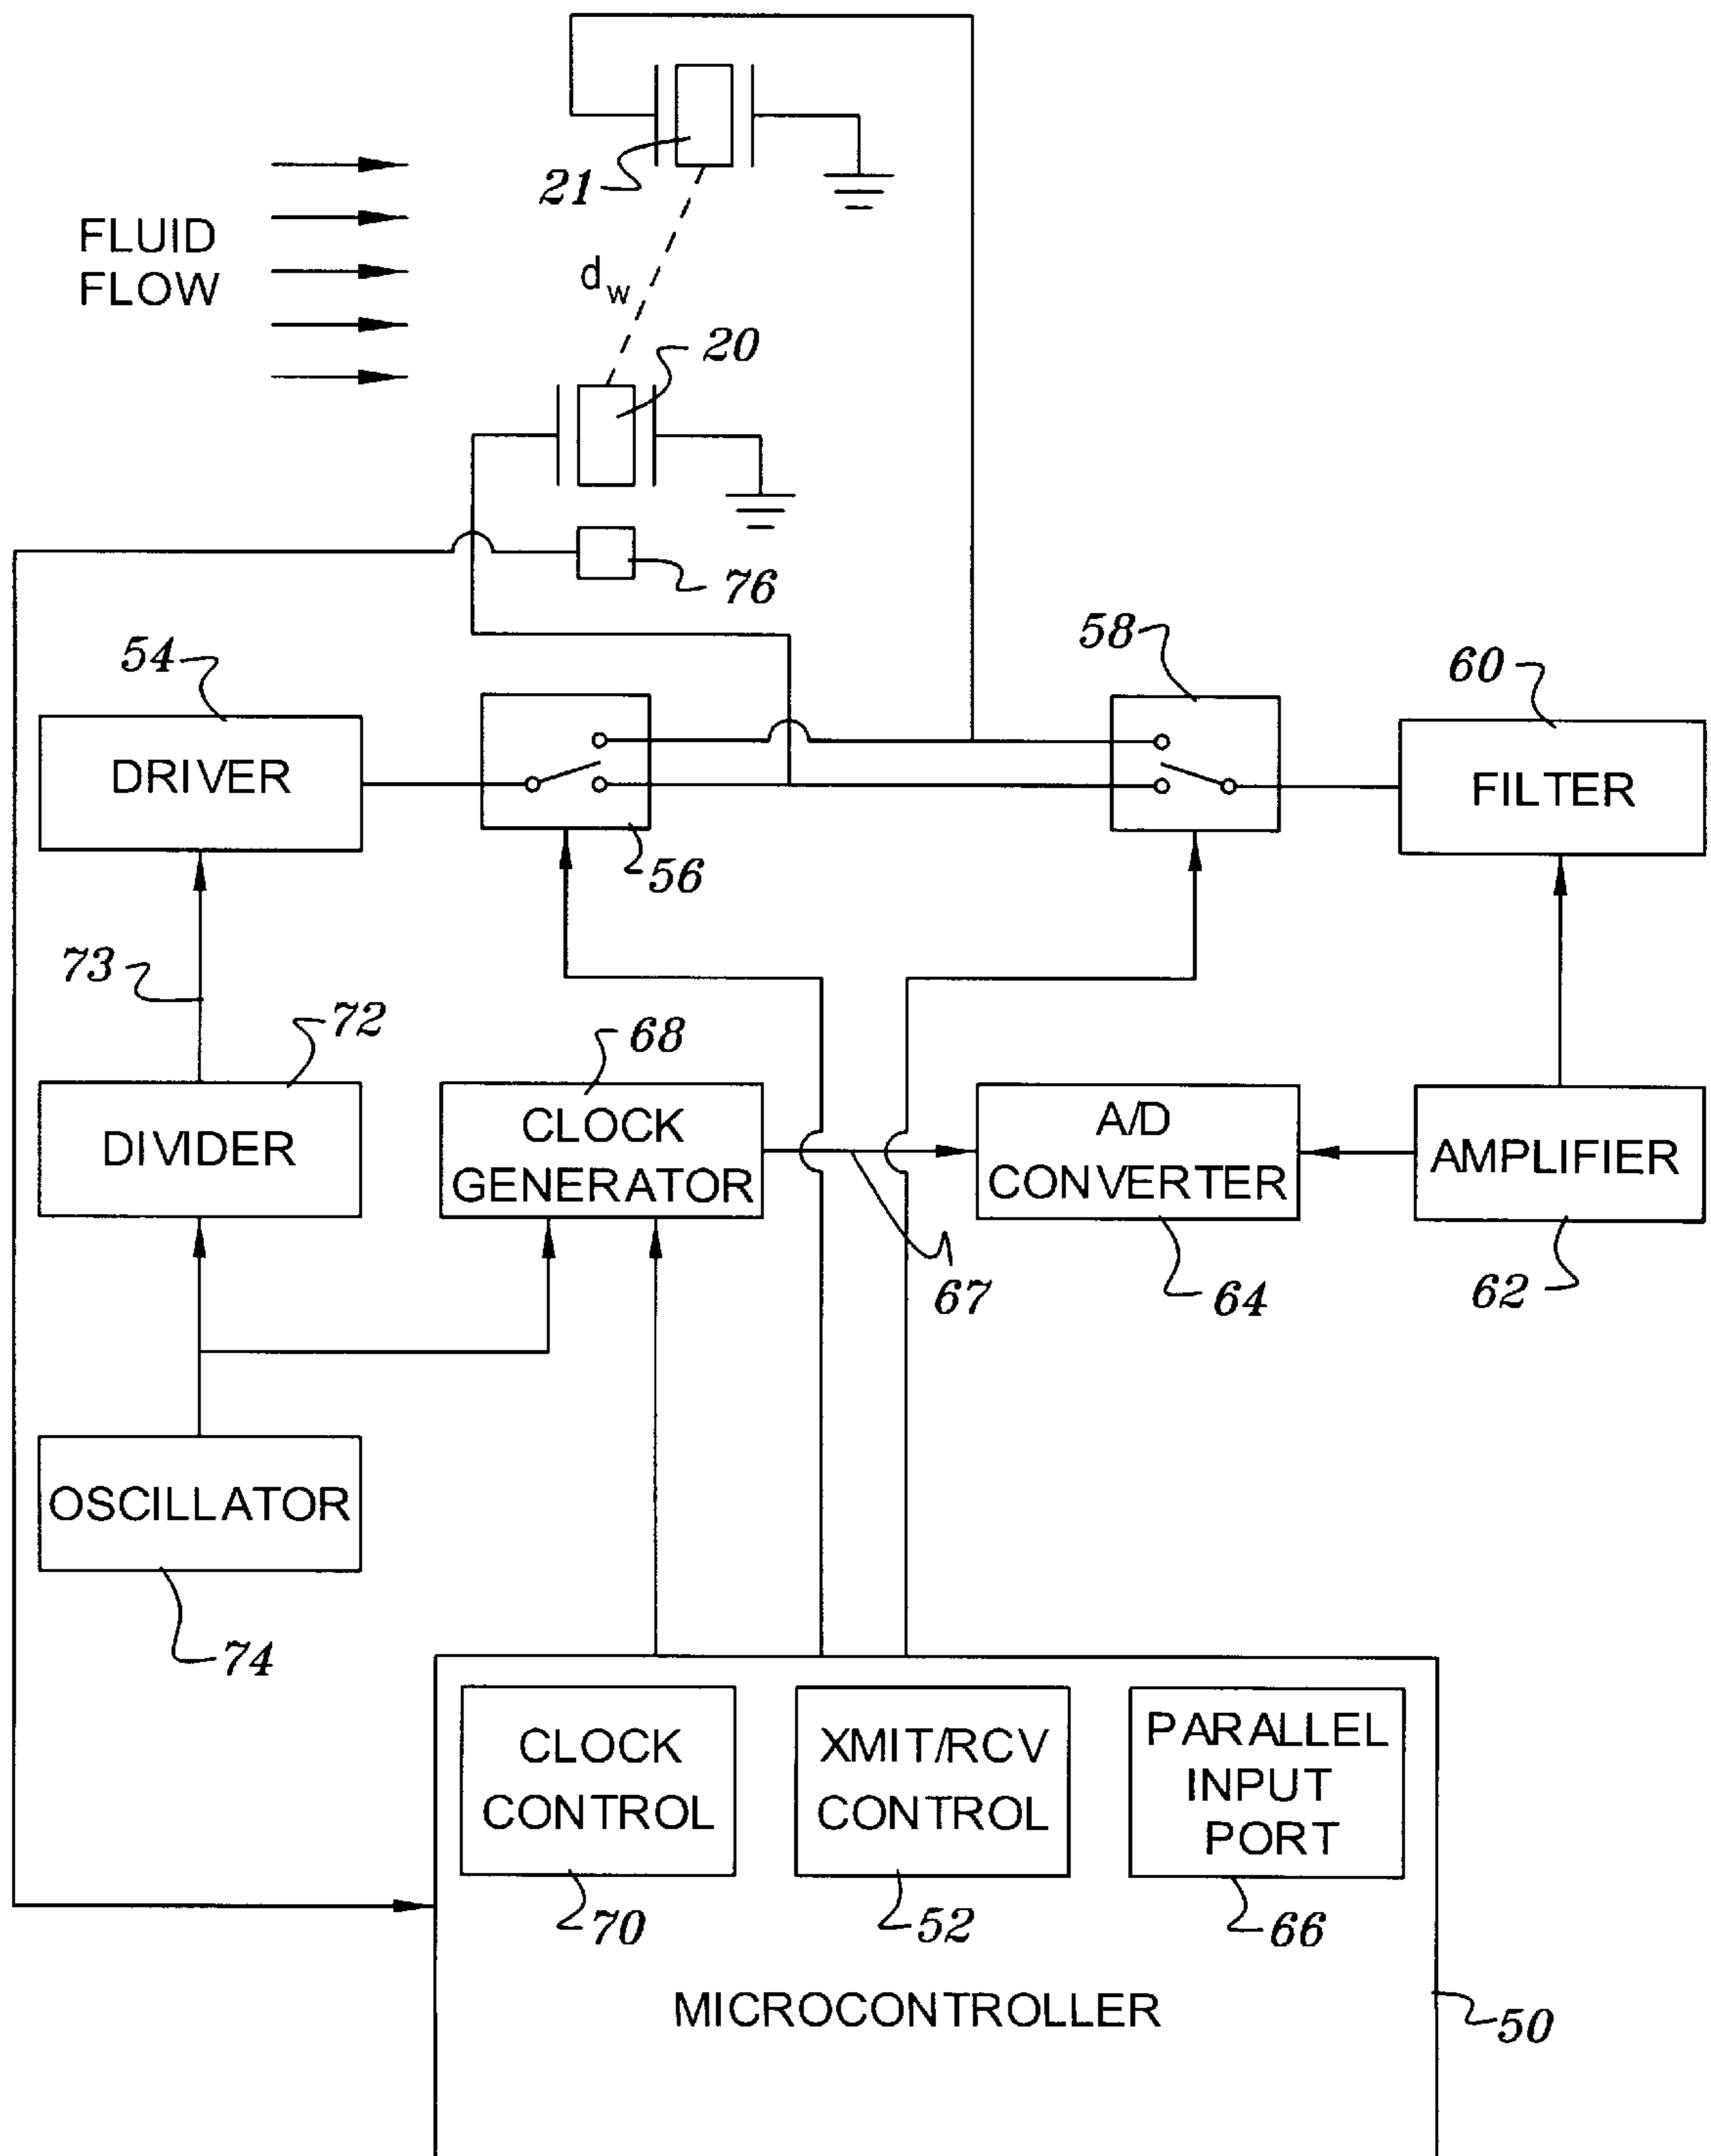 21
FLUID
FLOW
dw
20
76
54
58
60
DRIVER
FILTER
56
73
72
68
DIVIDER
CLOCK
GENERATOR
A/D
CONVERTER
AMPLIFIER
67
64
62
OSCILLATOR
74
CLOCK
CONTROL
XMIT/RCV
CONTROL
PARALLEL
INPUT
PORT
70
52
66
MICROCONTROLLER
50